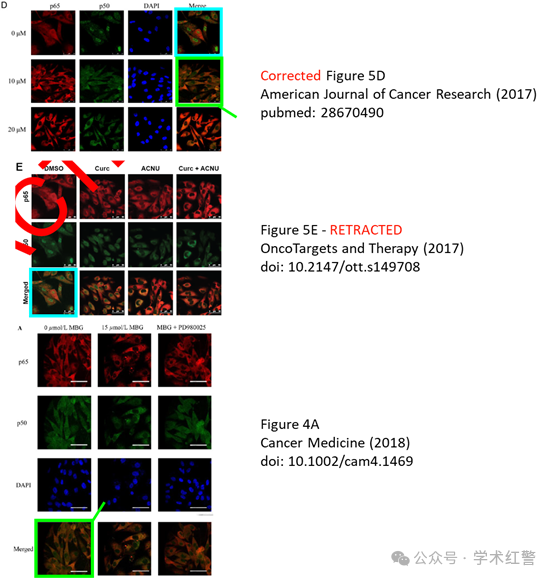 D
p65 p50 DAPI Merge
0 μM
10 μM
20 μM
Corrected Figure 5D
American Journal of Cancer Research (2017)
pubmed: 28670490
E
DMSO Curc ACNU Curc + ACNU
p65
Merged
Figure 5E - RETRACTED
OncoTargets and Therapy (2017)
doi: 10.2147/ott.s149708
A
0 μmol/L MBG 15 μmol/L MBG MBG + PD980025
p65
p50
DAPI
Merged
Figure 4A
Cancer Medicine (2018)
doi: 10.1002/cam4.1469
公众号 · 学术红警